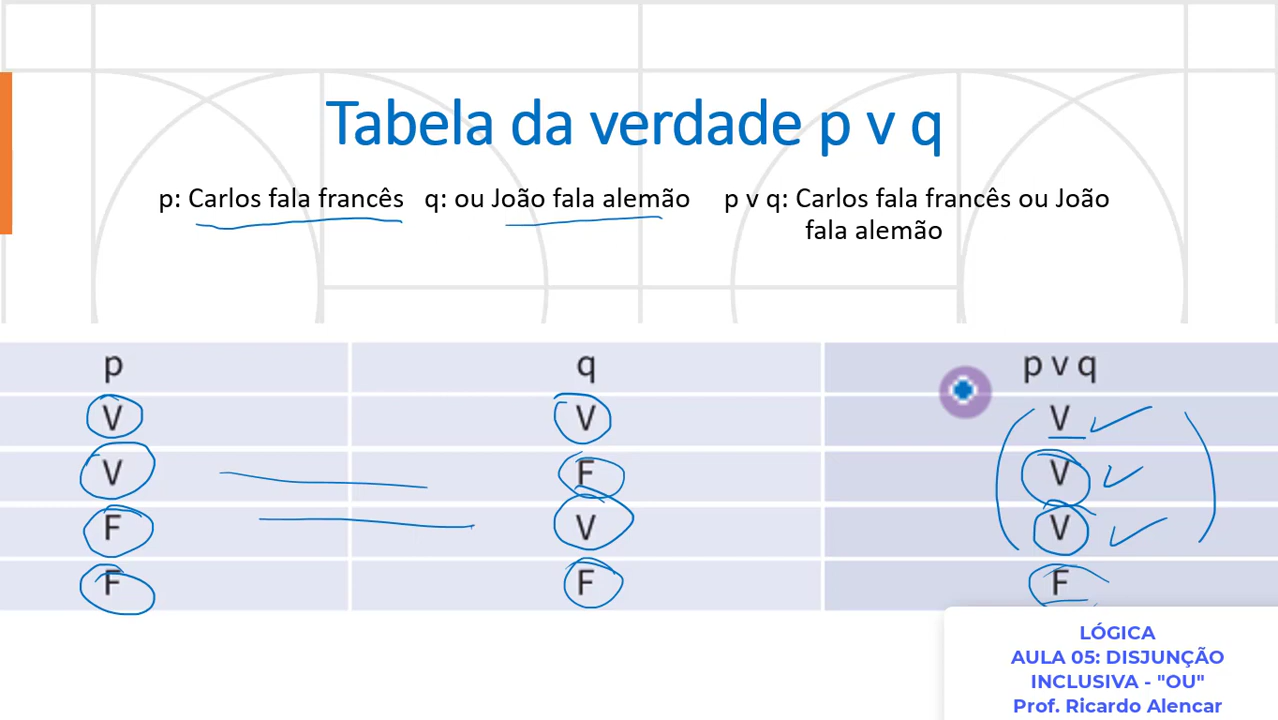 Tabela da verdade p v q
p: Carlos fala francês q: ou João fala alemão p v q: Carlos fala francês ou João
fala alemão
p q p v q
V V V
V F V
F V V
F F F
LÓGICA
AULA 05: DISJUNÇÃO
INCLUSIVA - "OU"
Prof. Ricardo Alencar